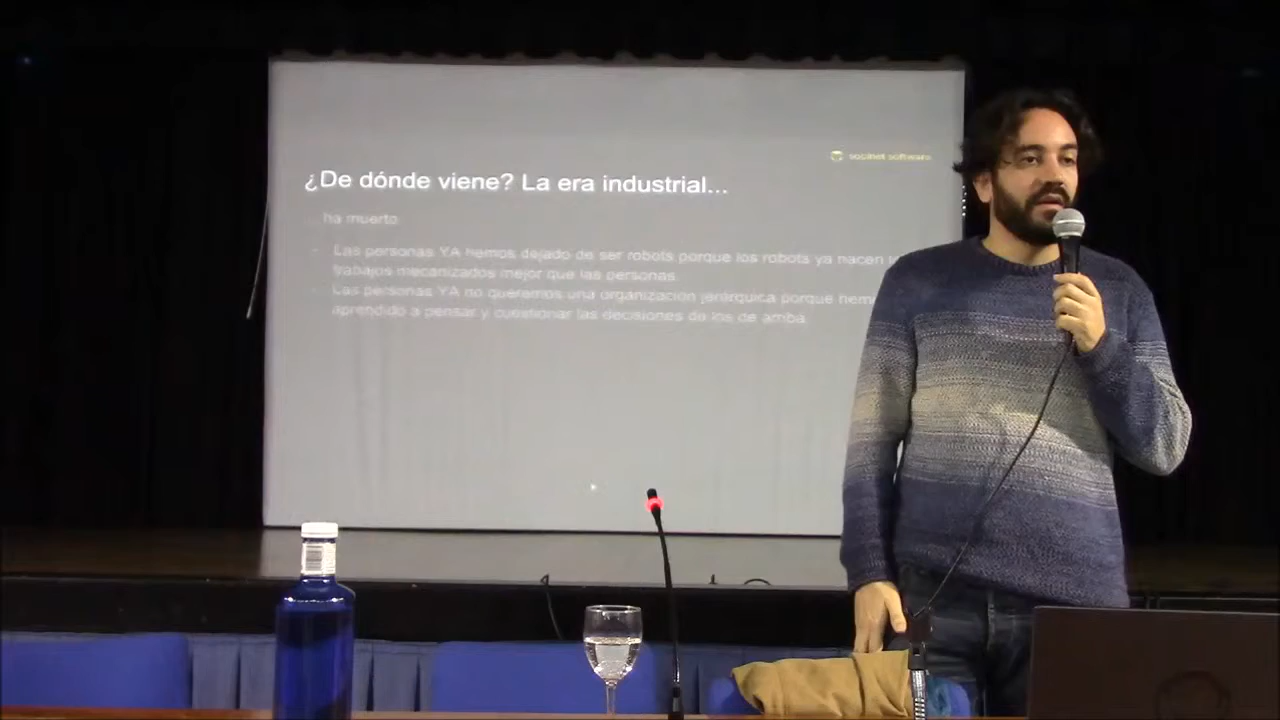 sopinet software
¿De dónde viene? La era industrial...
... ha muerto
- Las personas YA hemos dejado de ser robots porque los robots ya hacen
trabajos mecanizados mejor que las personas.
- Las personas YA no queremos una organización jerárquica porque
aprendido a pensar y cuestionar las decisiones de los de arriba.